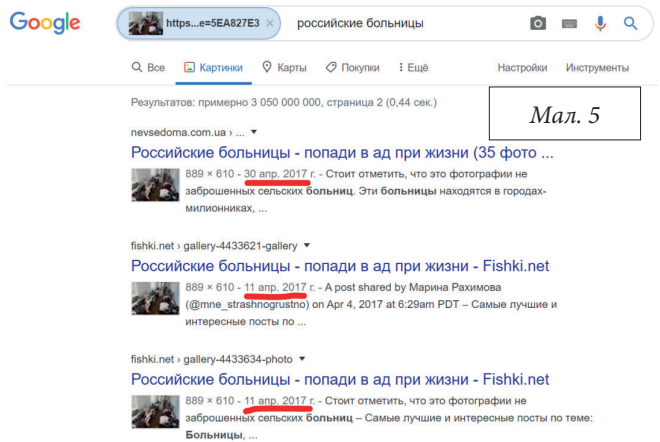 Google https...e=5EA827E3 × российские больницы
Все Картинки Карты Покупки Ещё Настройки Инструменты
Результатов: примерно 3 050 000 000, страница 2 (0,44 сек.)
Мал. 5
nevsedoma.com.ua › ... ▼
Российские больницы - попади в ад при жизни (35 фото ...
889 × 610 - 30 апр. 2017 г. - Стоит отметить, что это фотографии не
заброшенных сельских больниц. Эти больницы находятся в городах-
милионниках, ...
fishki.net › gallery-4433621-gallery ▼
Российские больницы - попади в ад при жизни - Fishki.net
889 × 610 - 11 апр. 2017 г. - A post shared by Марина Рахимова
(@mne_strashnogrustno) on Apr 4, 2017 at 6:29am PDT – Самые лучшие и
интересные посты по ...
fishki.net › gallery-4433634-photo ▼
Российские больницы - попади в ад при жизни - Fishki.net
889 × 610 - 11 апр. 2017 г. - Стоит отметить, что это фотографии не
заброшенных сельских больниц – Самые лучшие и интересные посты по теме:
Больницы, ...